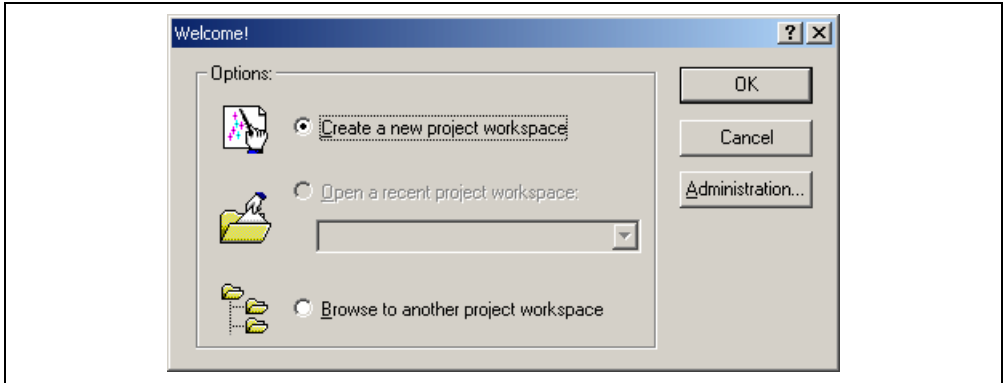 Welcome!
Options:
Create a new project workspace
Open a recent project workspace:
Browse to another project workspace
OK
Cancel
Administration...